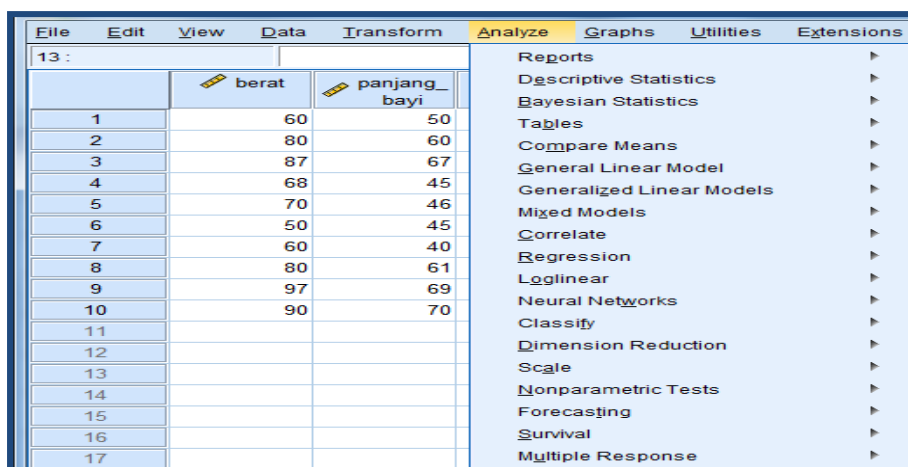 File Edit View Data Transform Analyze Graphs Utilities Extensions
13 :
berat panjang_
bayi
1 60 50
2 80 60
3 87 67
4 68 45
5 70 46
6 50 45
7 60 40
8 80 61
9 97 69
10 90 70
11
12
13
14
15
16
17
Reports
Descriptive Statistics
Bayesian Statistics
Tables
Compare Means
General Linear Model
Generalized Linear Models
Mixed Models
Correlate
Regression
Loglinear
Neural Networks
Classify
Dimension Reduction
Scale
Nonparametric Tests
Forecasting
Survival
Multiple Response